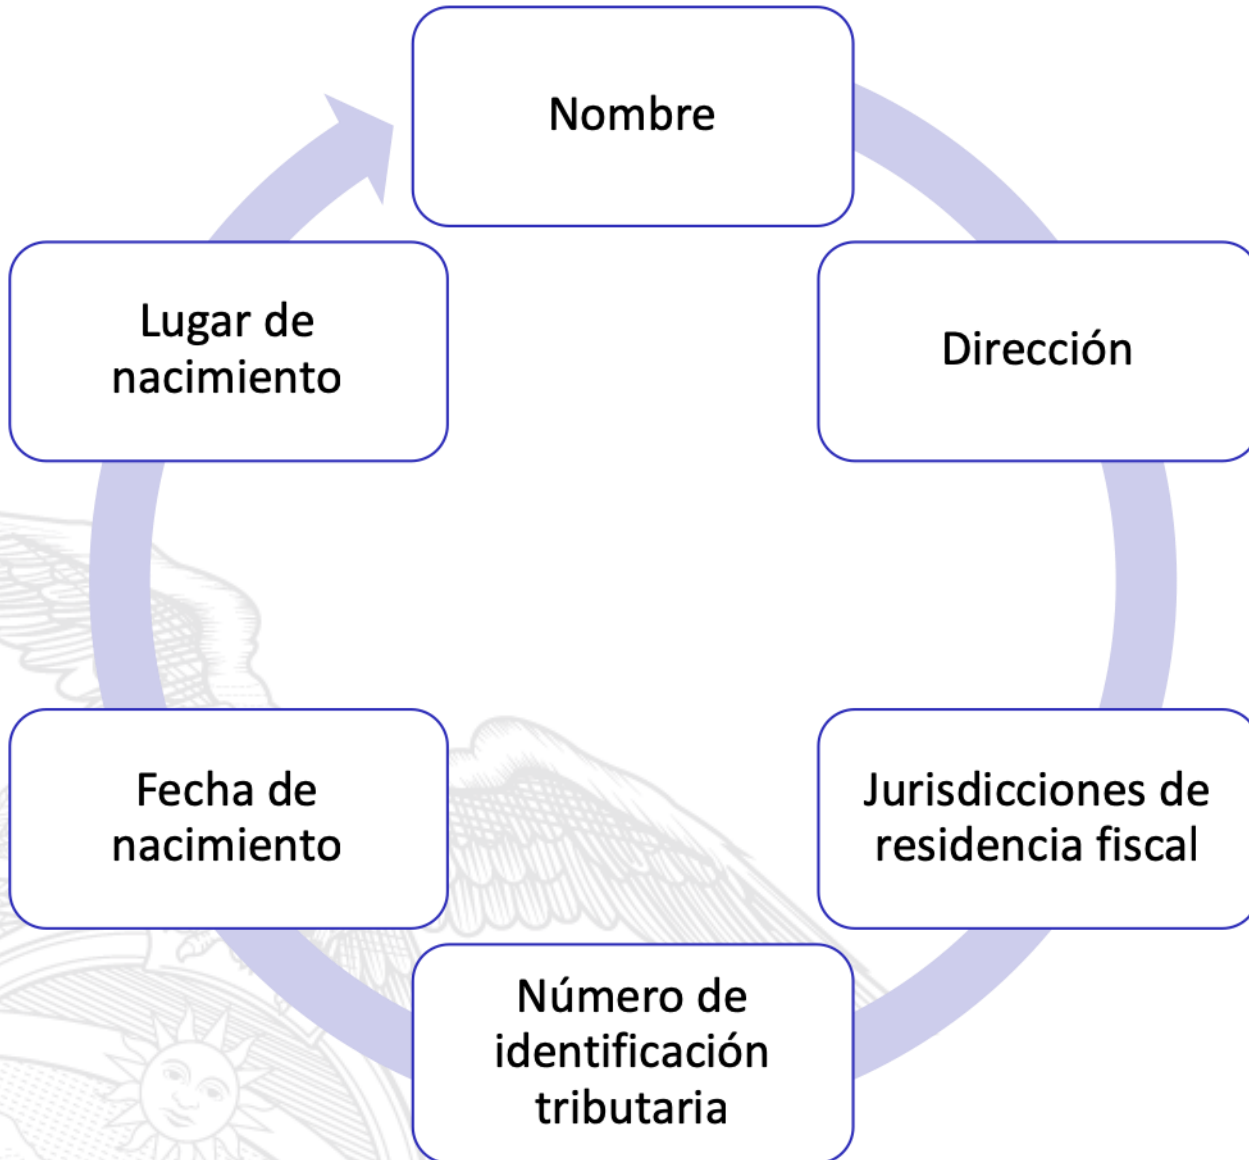 Nombre
Dirección
Jurisdicciones de
residencia fiscal
Número de
identificación
tributaria
Fecha de
nacimiento
Lugar de
nacimiento